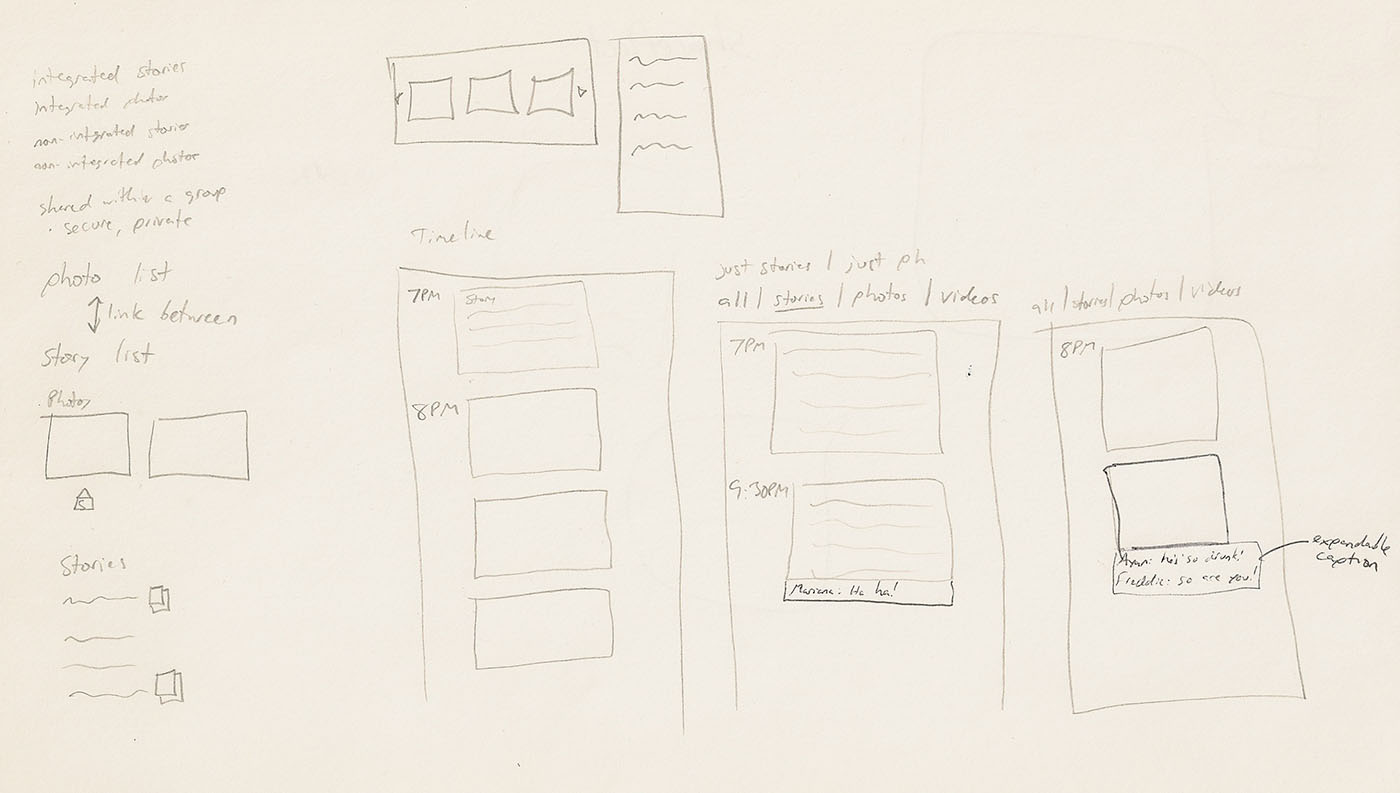 integrated stories
integrated photos
non-integrated stories
non-integrated photos
shared within a group
• secure, private
photo list
link between
story list
Photos
S
Stories
Timeline
7PM
Story
8PM
just stories / just ph
all / stories / photos / videos
7PM
9:30PM
Mariana: Ha ha!
all / stories / photos / videos
8PM
he's so drunk!
Freddie: so are you!
expandable
caption